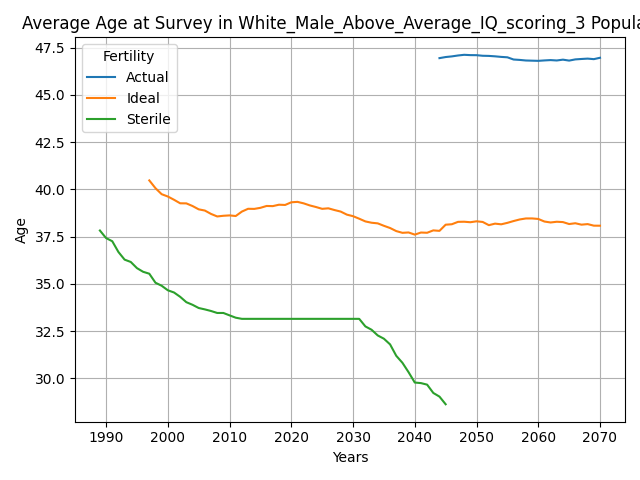 Average Age at Survey in White_Male_Above_Average_IQ_scoring_3 Popula
Fertility
Actual
Ideal
Sterile
47.5
45.0
42.5
40.0
37.5
35.0
32.5
30.0
Age
1990 2000 2010 2020 2030 2040 2050 2060 2070
Years